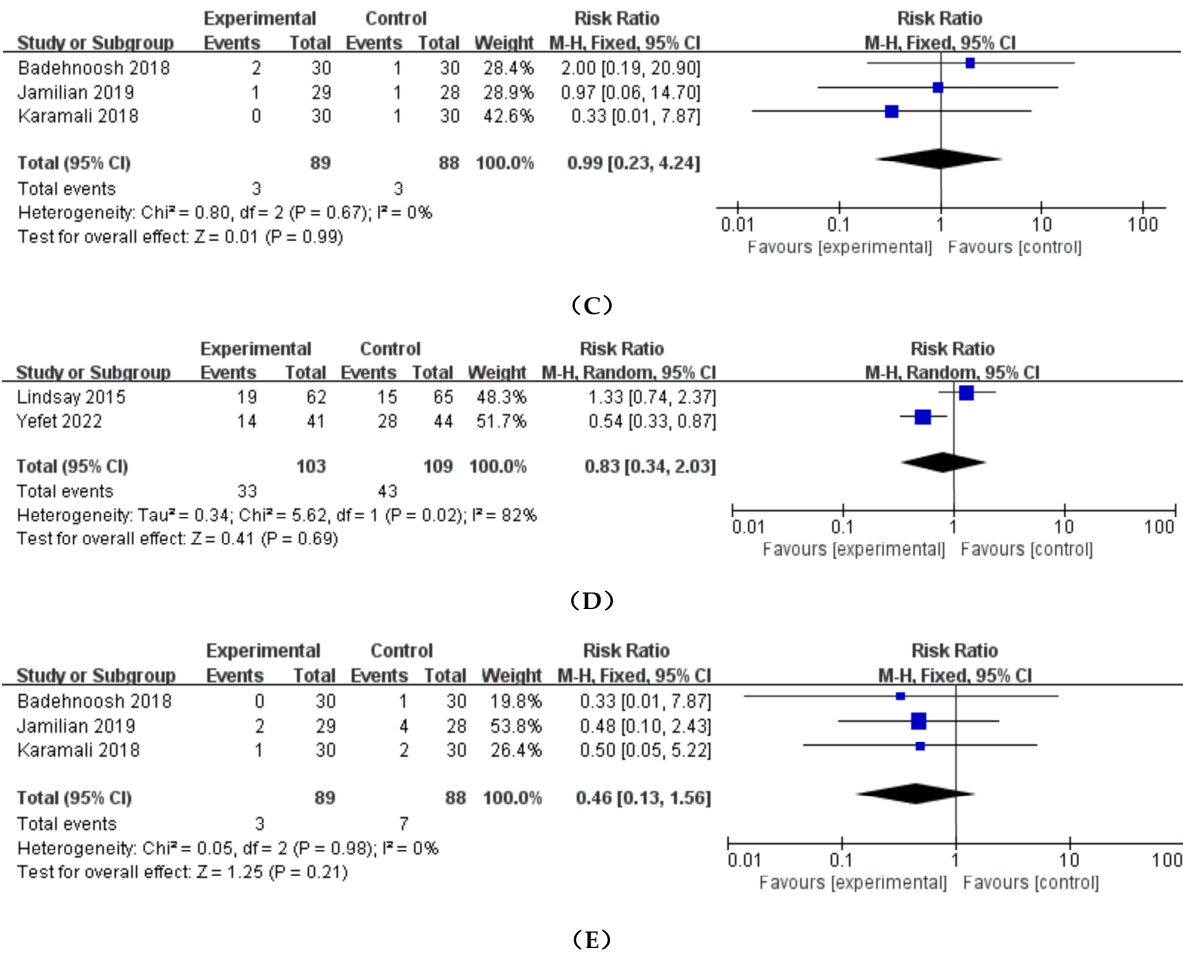 Experimental Control Risk Ratio Risk Ratio
Study or Subgroup Events Total Events Total Weight M-H, Fixed, 95% CI M-H, Fixed, 95% CI
Badehnoosh 2018 2 30 1 30 28.4% 2.00 [0.19, 20.90]
Jamilian 2019 1 29 1 28 28.9% 0.97 [0.06, 14.70]
Karamali 2018 0 30 1 30 42.6% 0.33 [0.01, 7.87]
Total (95% CI) 89 88 100.0% 0.99 [0.23, 4.24]
Total events 3 3
Heterogeneity: Chi² = 0.80, df = 2 (P = 0.67); I² = 0%
Test for overall effect: Z = 0.01 (P = 0.99)
0.01 0.1 1 10 100
Favours [experimental] Favours [control]
(C)
Experimental Control Risk Ratio Risk Ratio
Study or Subgroup Events Total Events Total Weight M-H, Random, 95% CI M-H, Random, 95% CI
Lindsay 2015 19 62 15 65 48.3% 1.33 [0.74, 2.37]
Yefet 2022 14 41 28 44 51.7% 0.54 [0.33, 0.87]
Total (95% CI) 103 109 100.0% 0.83 [0.34, 2.03]
Total events 33 43
Heterogeneity: Tau² = 0.34; Chi² = 5.62, df = 1 (P = 0.02); I² = 82%
Test for overall effect: Z = 0.41 (P = 0.69)
0.01 0.1 1 10 100
Favours [experimental] Favours [control]
(D)
Experimental Control Risk Ratio Risk Ratio
Study or Subgroup Events Total Events Total Weight M-H, Fixed, 95% CI M-H, Fixed, 95% CI
Badehnoosh 2018 0 30 1 30 19.8% 0.33 [0.01, 7.87]
Jamilian 2019 2 29 4 28 53.8% 0.48 [0.10, 2.43]
Karamali 2018 1 30 2 30 26.4% 0.50 [0.05, 5.22]
Total (95% CI) 89 88 100.0% 0.46 [0.13, 1.56]
Total events 3 7
Heterogeneity: Chi² = 0.05, df = 2 (P = 0.98); I² = 0%
Test for overall effect: Z = 1.25 (P = 0.21)
0.01 0.1 1 10 100
Favours [experimental] Favours [control]
(E)